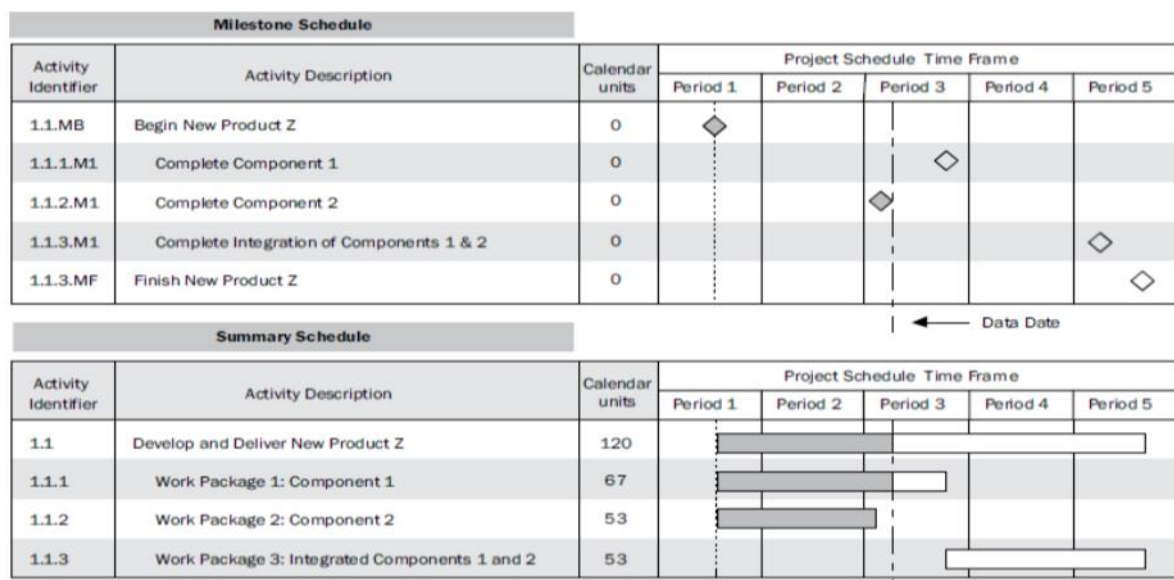 Milestone Schedule
Activity Identifier Activity Description Calendar units Project Schedule Time Frame
Period 1 Period 2 Period 3 Period 4 Period 5
1.1.MB Begin New Product Z 0
1.1.1.M1 Complete Component 1 0
1.1.2.M1 Complete Component 2 0
1.1.3.M1 Complete Integration of Components 1 & 2 0
1.1.3.MF Finish New Product Z 0
Data Date
Summary Schedule
Activity Identifier Activity Description Calendar units Project Schedule Time Frame
Period 1 Period 2 Period 3 Period 4 Period 5
1.1 Develop and Deliver New Product Z 120
1.1.1 Work Package 1: Component 1 67
1.1.2 Work Package 2: Component 2 53
1.1.3 Work Package 3: Integrated Components 1 and 2 53